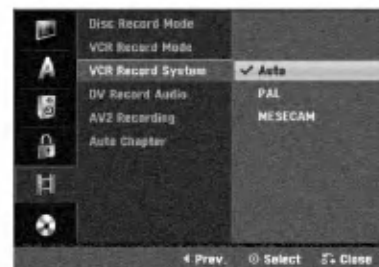 Disc Record Mode
VCR Record Mode
VCR Record System
✓ Auto
DV Record Audio
PAL
AV2 Recording
MESECAM
Auto Chapter
A
◄ Prev.
⊙ Select
Close